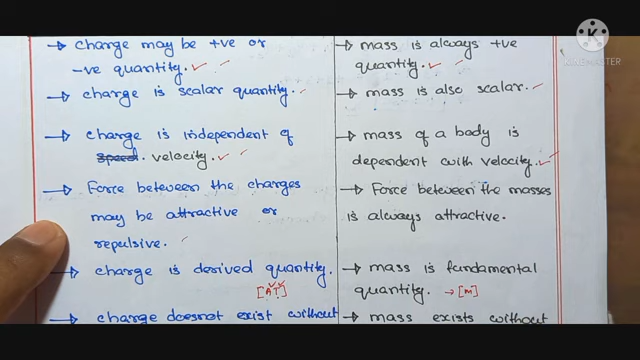 → charge may be +ve or
-ve quantity.
→ charge is scalar quantity.
→ charge is independent of
speed. velocity.
→ Force between the charges
may be attractive or
repulsive.
→ charge is derived quantity.
[AT]
→ charge doesnot exist without
→ mass is always +ve
quantity.
→ mass is also scalar.
→ mass of a body is
dependent with velocity.
→ Force between the masses
is always attractive.
→ mass is fundamental
quantity. → [m]
→ mass exists without
KINEMASTER